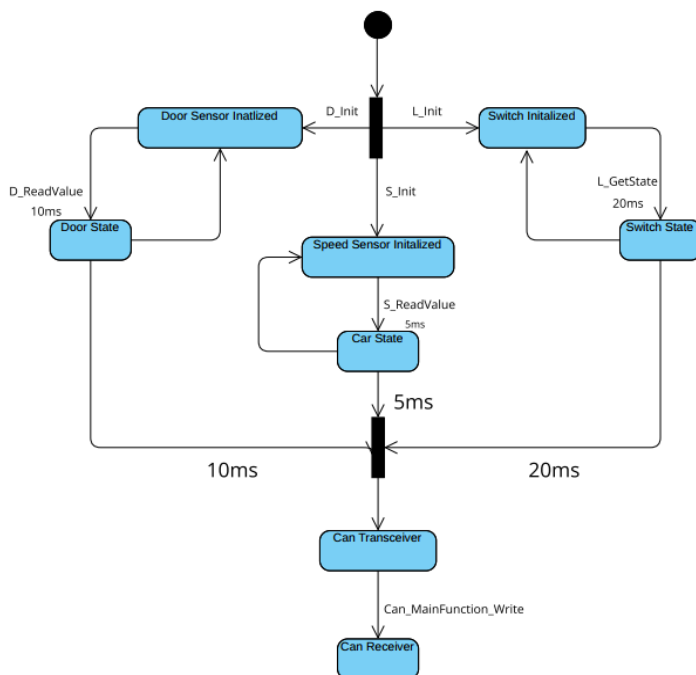 Door Sensor Inatlized
D_Init
L_Init
Switch Initalized
D_ReadValue
10ms
S_Init
L_GetState
20ms
Door State
Speed Sensor Initalized
Switch State
S_ReadValue
5ms
Car State
5ms
10ms
20ms
Can Transceiver
Can_MainFunction_Write
Can Receiver